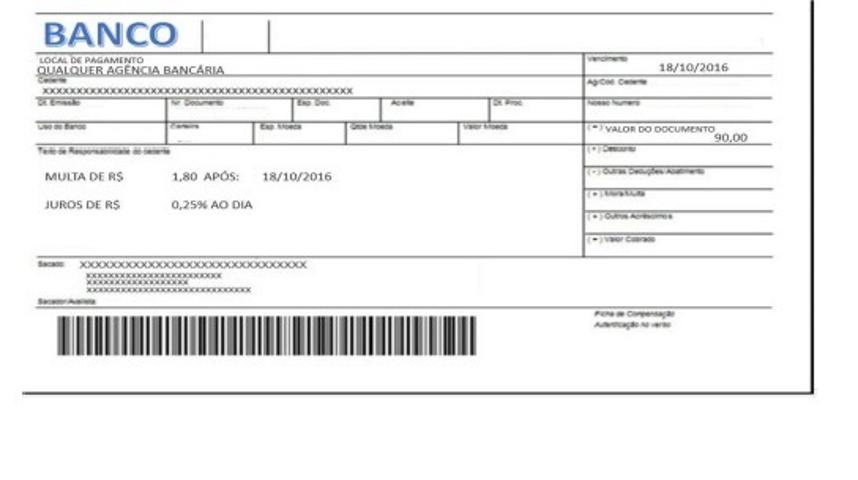 BANCO
LOCAL DE PAGAMENTO
QUALQUER AGÊNCIA BANCÁRIA
Vencimento
18/10/2016
Cedente
XXXXXXXXXXXXXXXXXXXXXXXXXXXXXXXXXXXXXXXXXXXXXXX
Ag/Cod. Cedente
Dt. Emissão Nr. Documento Esp. Doc. Aceite Dt. Proc. Nosso Numero
Uso do Banco Carteira Esp. Moeda Qtde Moeda Valor Moeda (=) VALOR DO DOCUMENTO
90,00
Texto de Responsabilidade do cedente
(-) Desconto
MULTA DE R$ 1,80 APÓS: 18/10/2016
(-) Outras Deduções/Abatimento
(+) Mora/Multa
JUROS DE R$ 0,25% AO DIA
(+) Outros Acréscimos
(=) Valor Cobrado
Sacado XXXXXXXXXXXXXXXXXXXXXXXXXXXXXXXX
XXXXXXXXXXXXXXXXXXXXXXXX
XXXXXXXXXXXXXXXXXX
XXXXXXXXXXXXXXXXXXXXXXXXXXXXX
Sacador/Avalista
Ficha de Compensação
Autenticação no verso